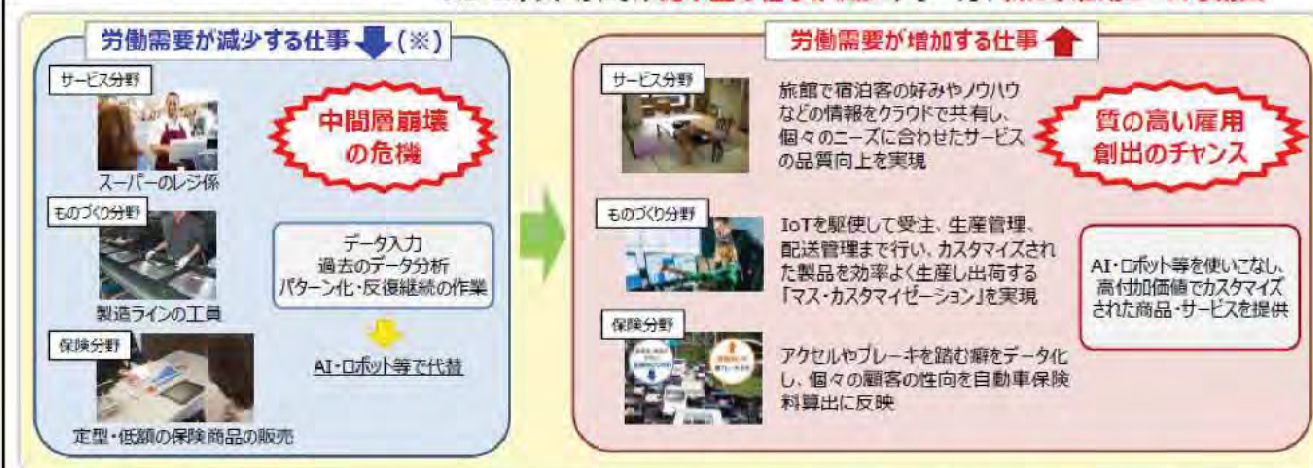 労働需要が減少する仕事 (※)
サービス分野
スーパーのレジ係
中間層崩壊
の危機
ものづくり分野
製造ラインの工員
データ入力
過去のデータ分析
パターン化・反復継続の作業
AI・ロボット等で代替
保険分野
定型・低額の保険商品の販売
労働需要が増加する仕事
サービス分野
旅館で宿泊客の好みやノウハウ
などの情報をクラウドで共有し、
個々のニーズに合わせたサービス
の品質向上を実現
質の高い雇用
創出のチャンス
ものづくり分野
IoTを駆使して受注、生産管理、
配送管理まで行い、カスタマイズされ
た製品を効率よく生産し出荷する
「マス・カスタマイゼーション」を実現
AI・ロボット等を使いこなし、
高付加価値でカスタマイズ
された商品・サービスを提供
保険分野
アクセルやブレーキを踏む癖をデータ化
し、個々の顧客の性向を自動車保険
料算出に反映